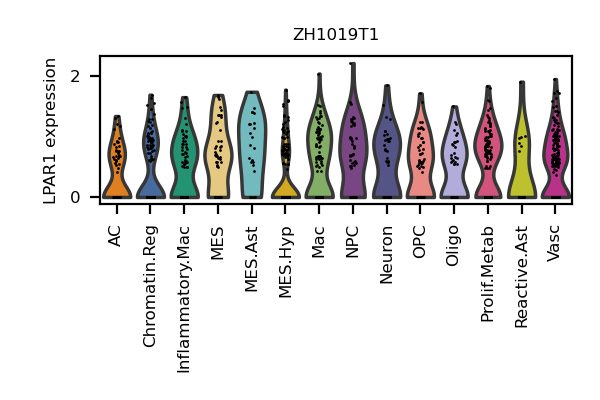 ZH1019T1
LPAR1 expression
2
0
AC
Chromatin.Reg
Inflammatory.Mac
MES
MES.Ast
MES.Hyp
Mac
NPC
Neuron
OPC
Oligo
Prolif.Metab
Reactive.Ast
Vasc